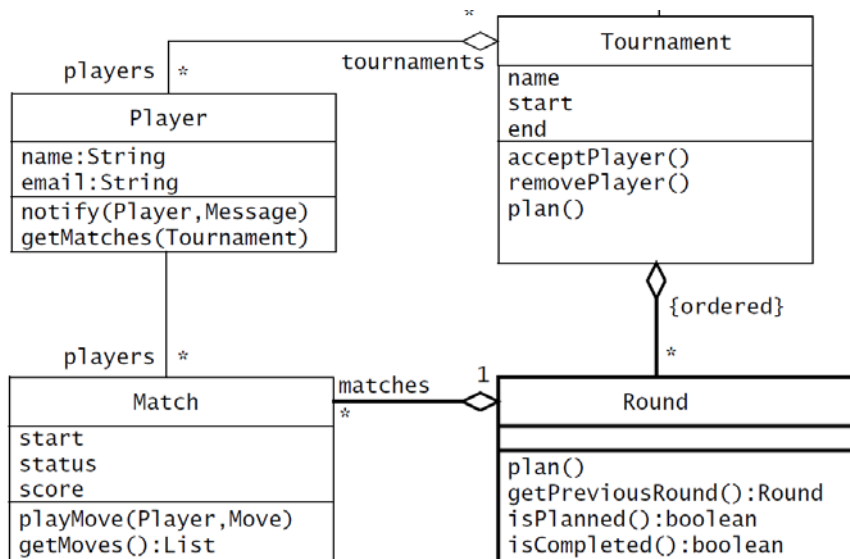 *
Tournament
tournaments
players *
name
start
end
acceptPlayer()
removePlayer()
plan()
Player
name:String
email:String
notify(Player,Message)
getMatches(Tournament)
{ordered}
*
players *
matches
*
1
Match
start
status
score
playMove(Player,Move)
getMoves():List
Round
plan()
getPreviousRound():Round
isPlanned():boolean
isCompleted():boolean